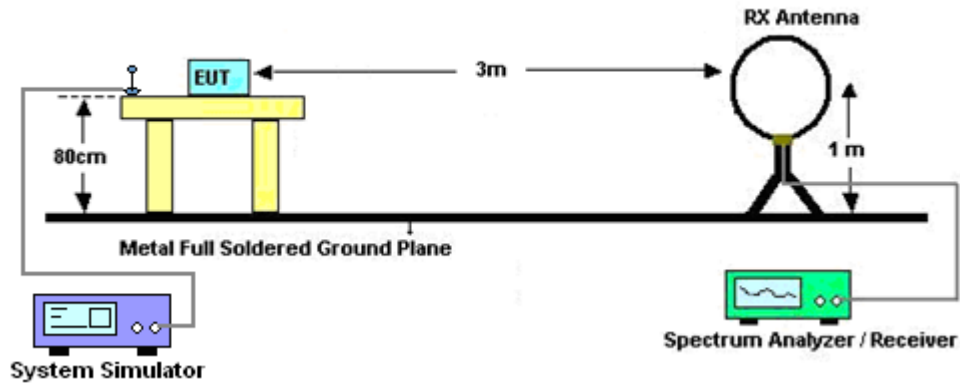 RX Antenna
EUT
3m
80cm
1 m
Metal Full Soldered Ground Plane
System Simulator
Spectrum Analyzer / Receiver